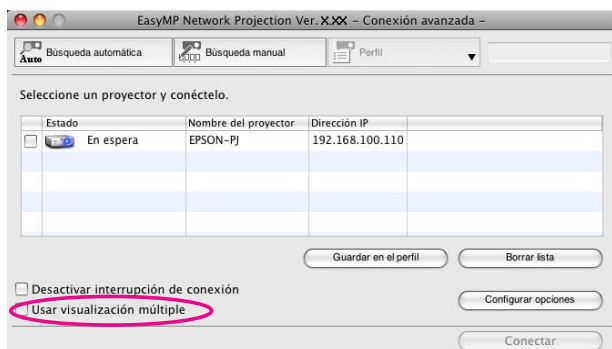 EasyMP Network Projection Ver. X.XX – Conexión avanzada –
Auto Búsqueda automática Búsqueda manual Perfil
Seleccione un proyector y conéctelo.
Estado Nombre del proyector Dirección IP
En espera EPSON-PJ 192.168.100.110
Guardar en el perfil Borrar lista
Desactivar interrupción de conexión
Configurar opciones
Usar visualización múltiple
Conectar